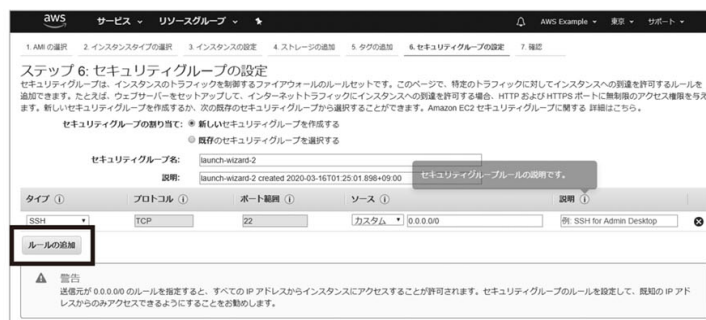 aws サービス リソースグループ AWS Example 東京 サポート
1. AMI の選択 2. インスタンスタイプの選択 3. インスタンスの設定 4. ストレージの追加 5. タグの追加 6. セキュリティグループの設定 7. 確認
ステップ 6: セキュリティグループの設定
セキュリティグループは、インスタンスのトラフィックを制御するファイアウォールのルールセットです。このページで、特定のトラフィックに対してインスタンスへの到達を許可するルールを
追加できます。たとえば、ウェブサーバーをセットアップして、インターネットトラフィックにインスタンスへの到達を許可する場合、HTTP および HTTPS ポートに無制限のアクセス権限を与え
ます。新しいセキュリティグループを作成するか、次の既存のセキュリティグループから選択することができます。Amazon EC2 セキュリティグループに関する 詳細はこちら。
セキュリティグループの割り当て: 新しいセキュリティグループを作成する
既存のセキュリティグループを選択する
セキュリティグループ名: launch-wizard-2
説明: launch-wizard-2 created 2020-03-16T01:25:01.898+09:00
セキュリティグループルールの説明です。
タイプ プロトコル ポート範囲 ソース 説明
SSH TCP 22 カスタム 0.0.0.0/0 例: SSH for Admin Desktop
ルールの追加
警告
送信元が 0.0.0.0/0 のルールを指定すると、すべての IP アドレスからインスタンスにアクセスすることが許可されます。セキュリティグループのルールを設定して、既知の IP アド
レスからのみアクセスできるようにすることをお勧めします。